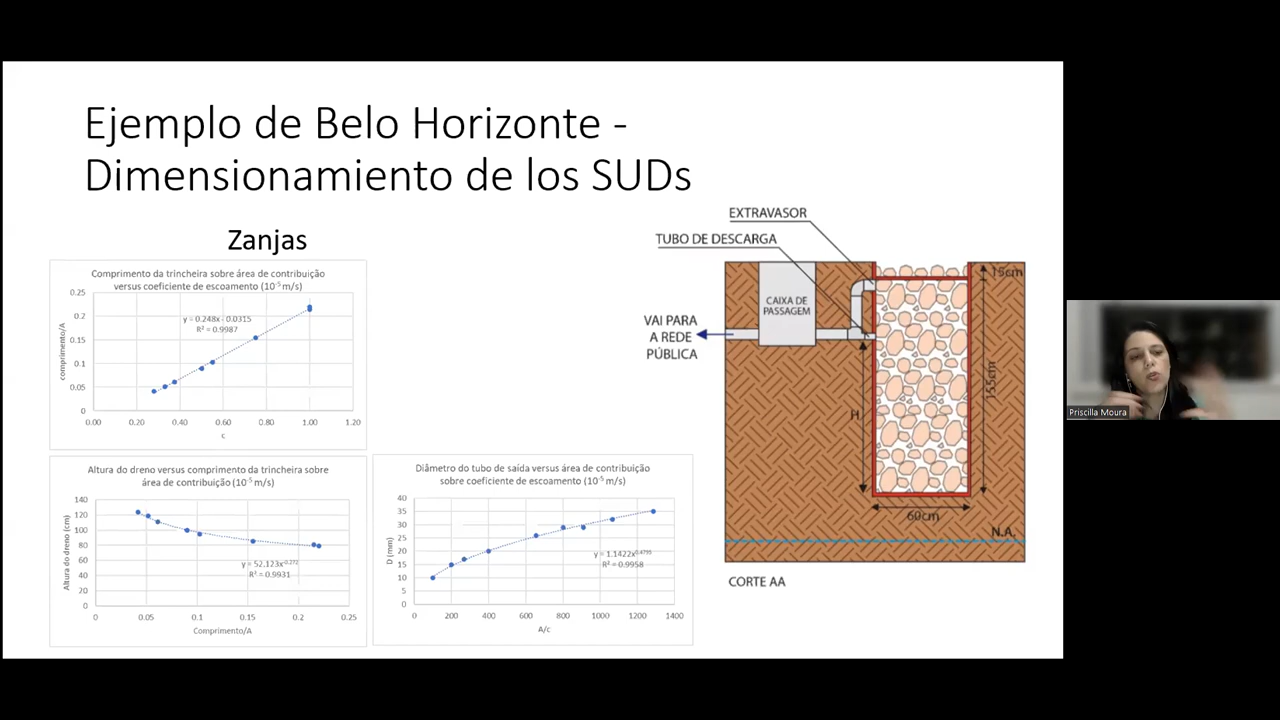 Ejemplo de Belo Horizonte -
Dimensionamiento de los SUDs
Zanjas
Comprimento da trincheira sobre área de contribuição
versus coeficiente de escoamento (10⁻⁵ m/s)
comprimento/A
0.25
0.2
0.15
0.1
0.05
0
y = 0.248x - 0.0315
R² = 0.9987
0.00 0.20 0.40 0.60 0.80 1.00 1.20
c
Altura do dreno versus comprimento da trincheira sobre
área de contribuição (10⁻⁵ m/s)
Altura do dreno (cm)
140
120
100
80
60
40
20
0
y = 52.123x⁻⁰·²⁷²
R² = 0.9931
0 0.05 0.1 0.15 0.2 0.25
Comprimento/A
Diâmetro do tubo de saída versus área de contribuição
sobre coeficiente de escoamento (10⁻⁵ m/s)
D (mm)
40
35
30
25
20
15
10
5
0
y = 1.1422x⁰·⁴⁷⁹⁵
R² = 0.9958
0 200 400 600 800 1000 1200 1400
A/c
EXTRAVASOR
TUBO DE DESCARGA
CAIXA DE
PASSAGEM
VAI PARA
A REDE
PÚBLICA
15cm
155cm
H
60cm
N.A.
CORTE AA
Priscilla Moura